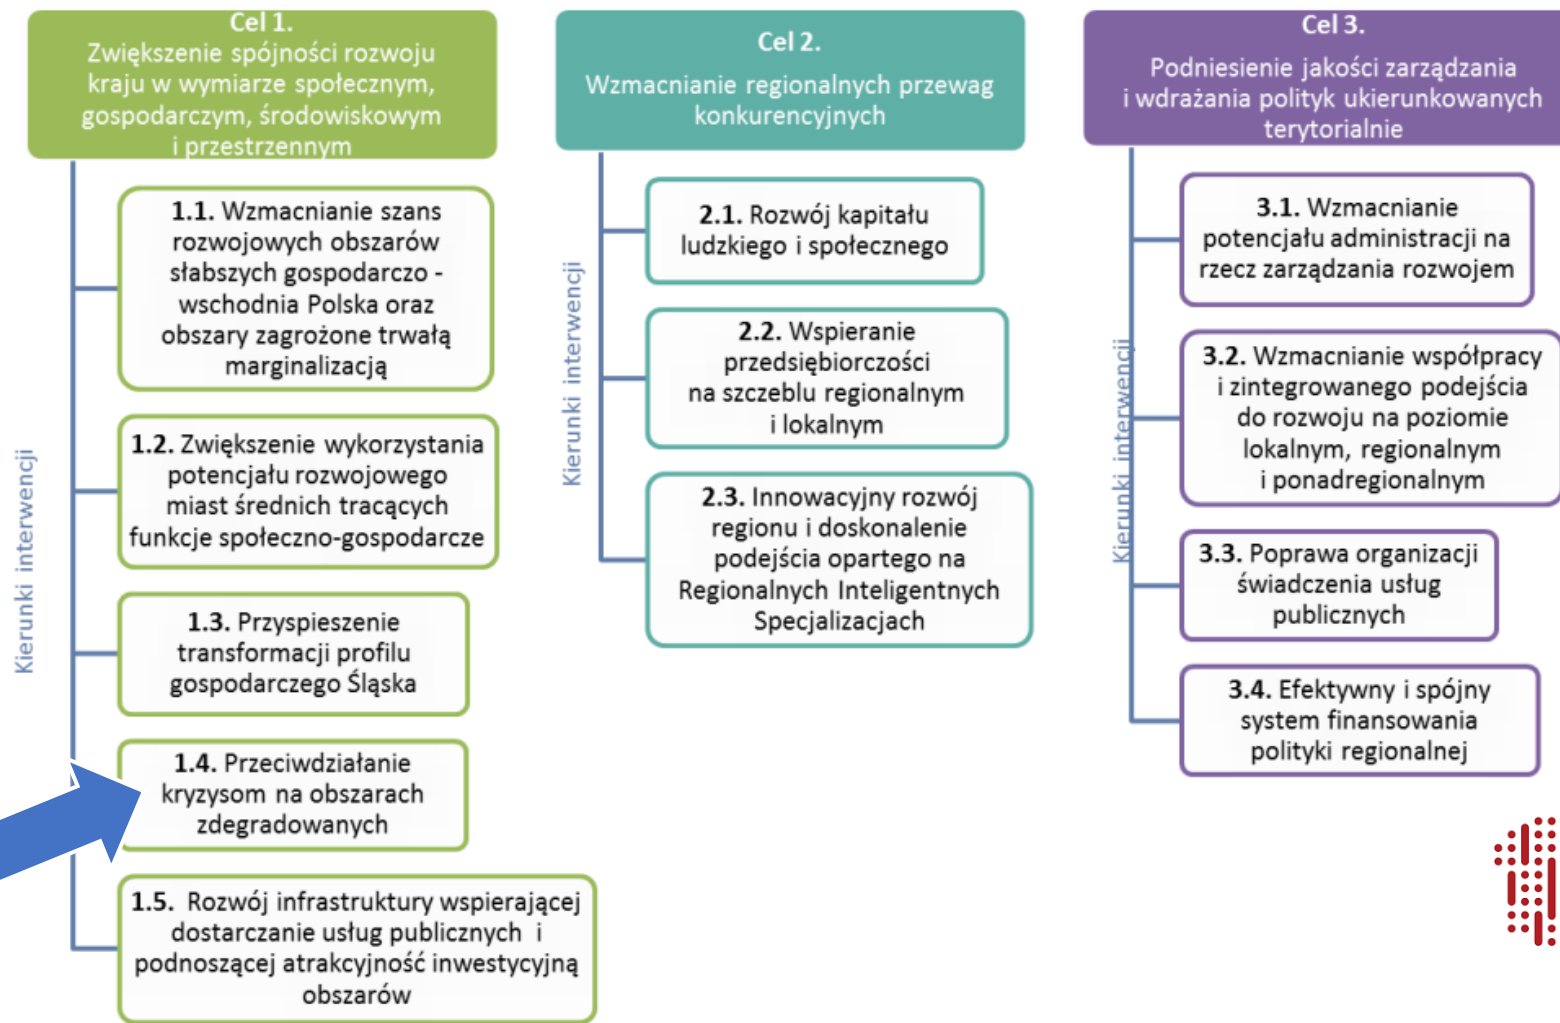 Cel 1.
Zwiększenie spójności rozwoju
kraju w wymiarze społecznym,
gospodarczym, środowiskowym
i przestrzennym
Kierunki interwencji
1.1. Wzmacnianie szans
rozwojowych obszarów
słabszych gospodarczo -
wschodnia Polska oraz
obszary zagrożone trwałą
marginalizacją
1.2. Zwiększenie wykorzystania
potencjału rozwojowego
miast średnich tracących
funkcje społeczno-gospodarcze
1.3. Przyspieszenie
transformacji profilu
gospodarczego Śląska
1.4. Przeciwdziałanie
kryzysom na obszarach
zdegradowanych
1.5. Rozwój infrastruktury wspierającej
dostarczanie usług publicznych i
podnoszącej atrakcyjność inwestycyjną
obszarów
Cel 2.
Wzmacnianie regionalnych przewag
konkurencyjnych
Kierunki interwencji
2.1. Rozwój kapitału
ludzkiego i społecznego
2.2. Wspieranie
przedsiębiorczości
na szczeblu regionalnym
i lokalnym
2.3. Innowacyjny rozwój
regionu i doskonalenie
podejścia opartego na
Regionalnych Inteligentnych
Specjalizacjach
Cel 3.
Podniesienie jakości zarządzania
i wdrażania polityk ukierunkowanych
terytorialnie
Kierunki interwencji
3.1. Wzmacnianie
potencjału administracji na
rzecz zarządzania rozwojem
3.2. Wzmacnianie współpracy
i zintegrowanego podejścia
do rozwoju na poziomie
lokalnym, regionalnym
i ponadregionalnym
3.3. Poprawa organizacji
świadczenia usług
publicznych
3.4. Efektywny i spójny
system finansowania
polityki regionalnej